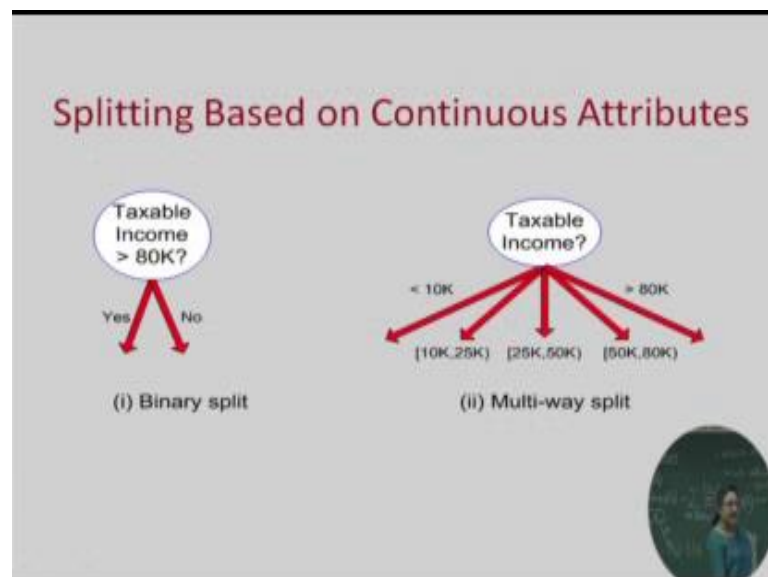 Splitting Based on Continuous Attributes
Taxable
Income
> 80K?
Yes
No
(i) Binary split
Taxable
Income?
< 10K
> 80K
[10K,25K)
[25K,50K)
[50K,80K)
(ii) Multi-way split